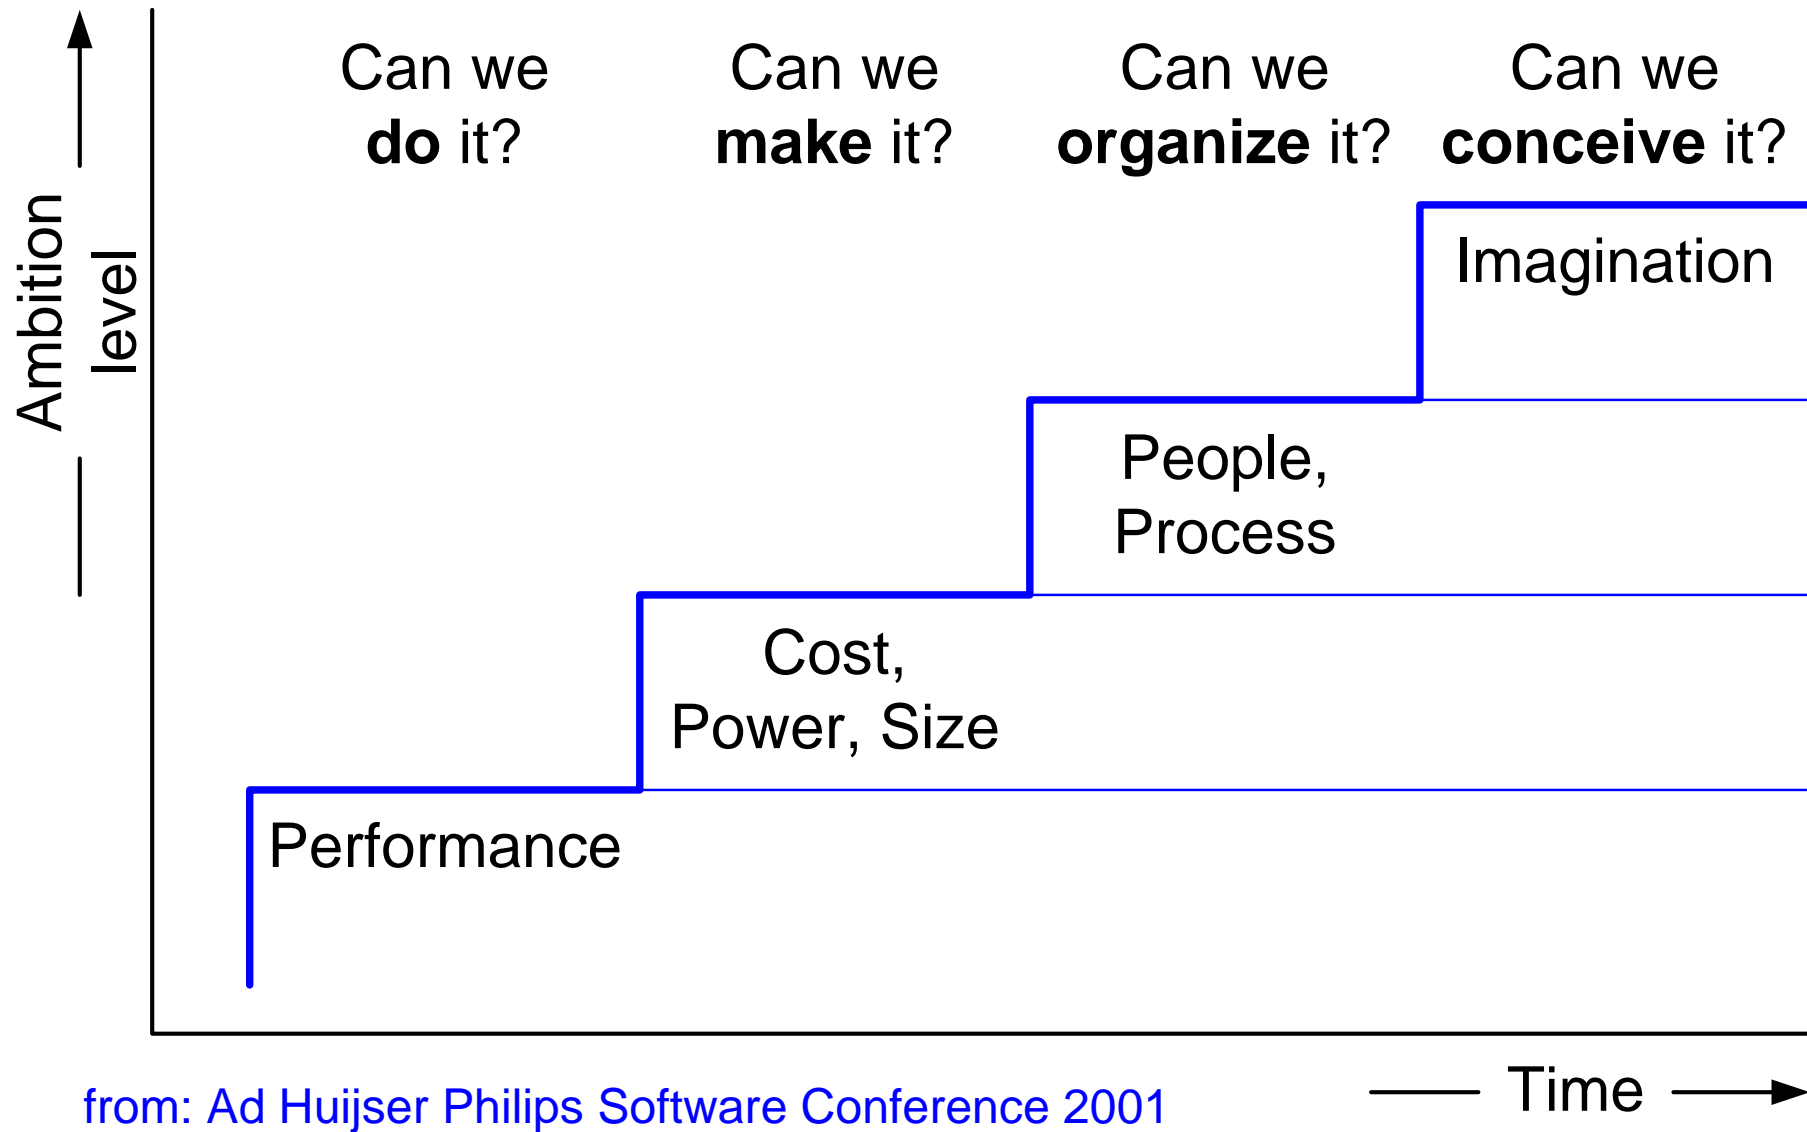 Can we
do it?
Can we
make it?
Can we
organize it?
Can we
conceive it?
Ambition
level
Imagination
People,
Process
Cost,
Power, Size
Performance
Time
from: Ad Huijser Philips Software Conference 2001